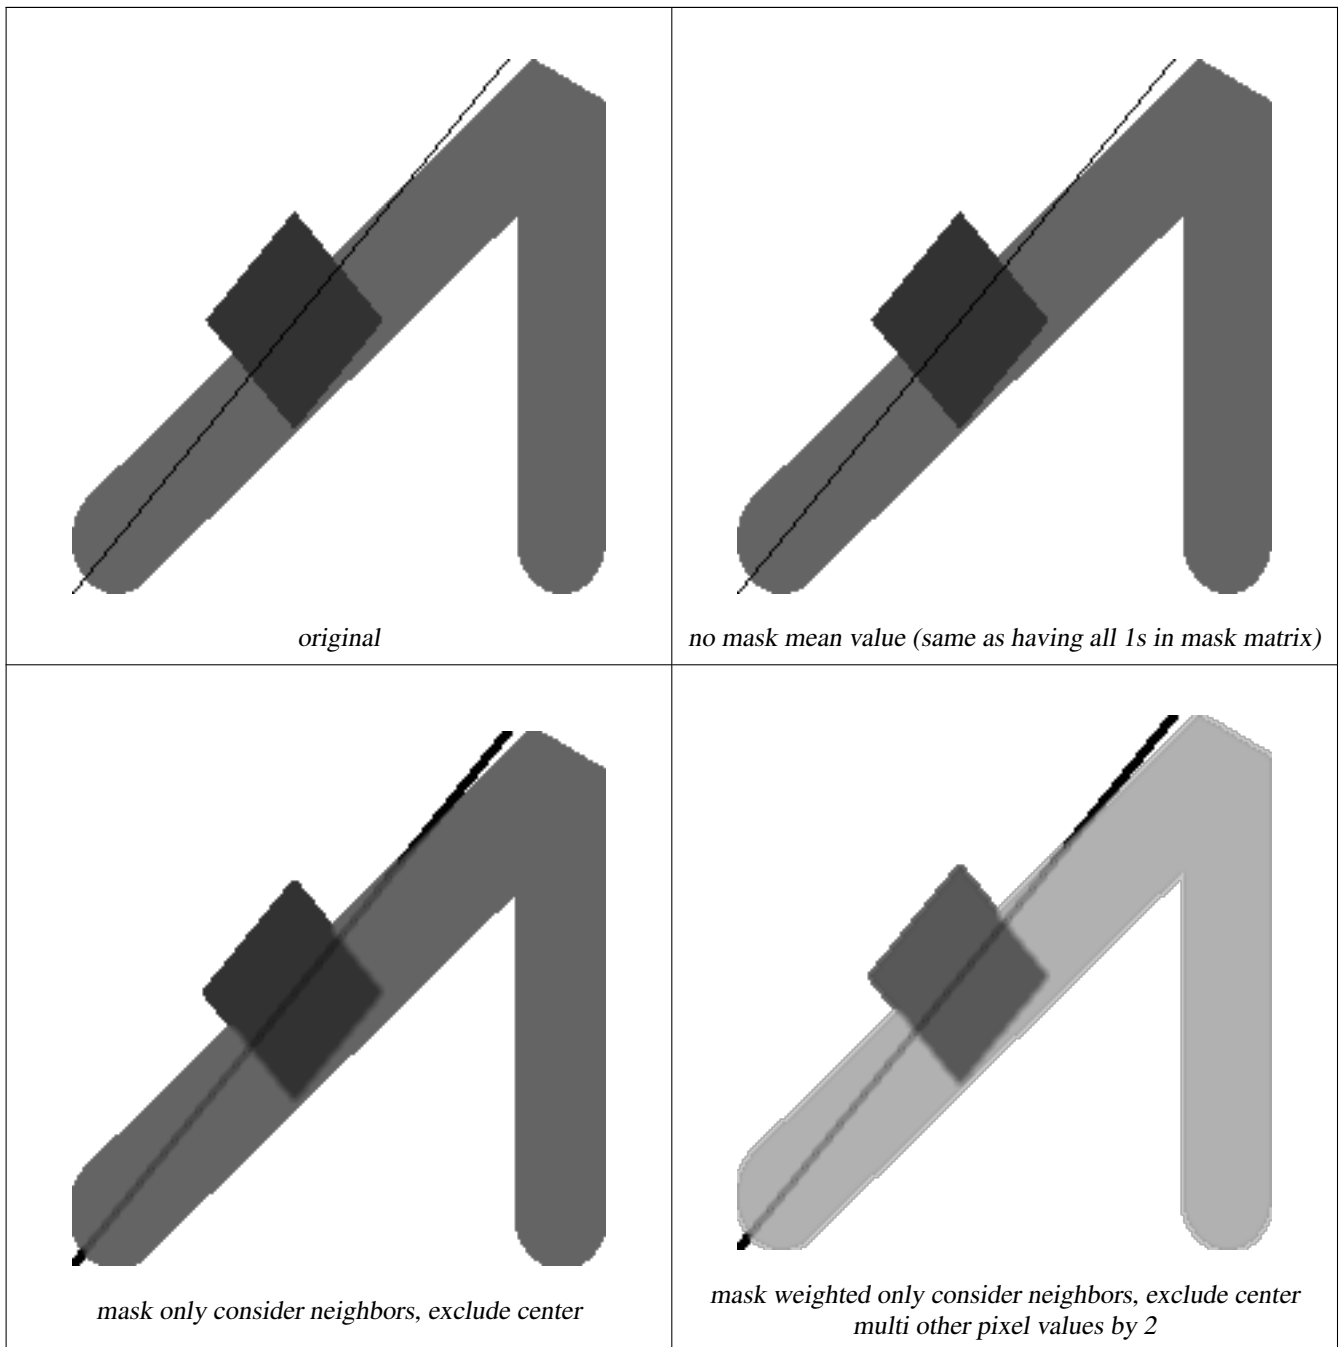 original
no mask mean value (same as having all 1s in mask matrix)
mask only consider neighbors, exclude center
mask weighted only consider neighbors, exclude center
multi other pixel values by 2